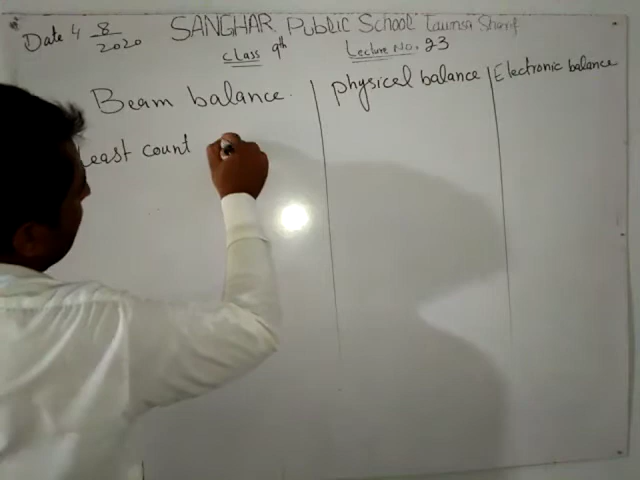 Date 4 8/2020 SANGHAR Public School Taunsa Sharif
Class 9th Lecture No. 23
Beam balance. physical balance Electronic balance
Least count